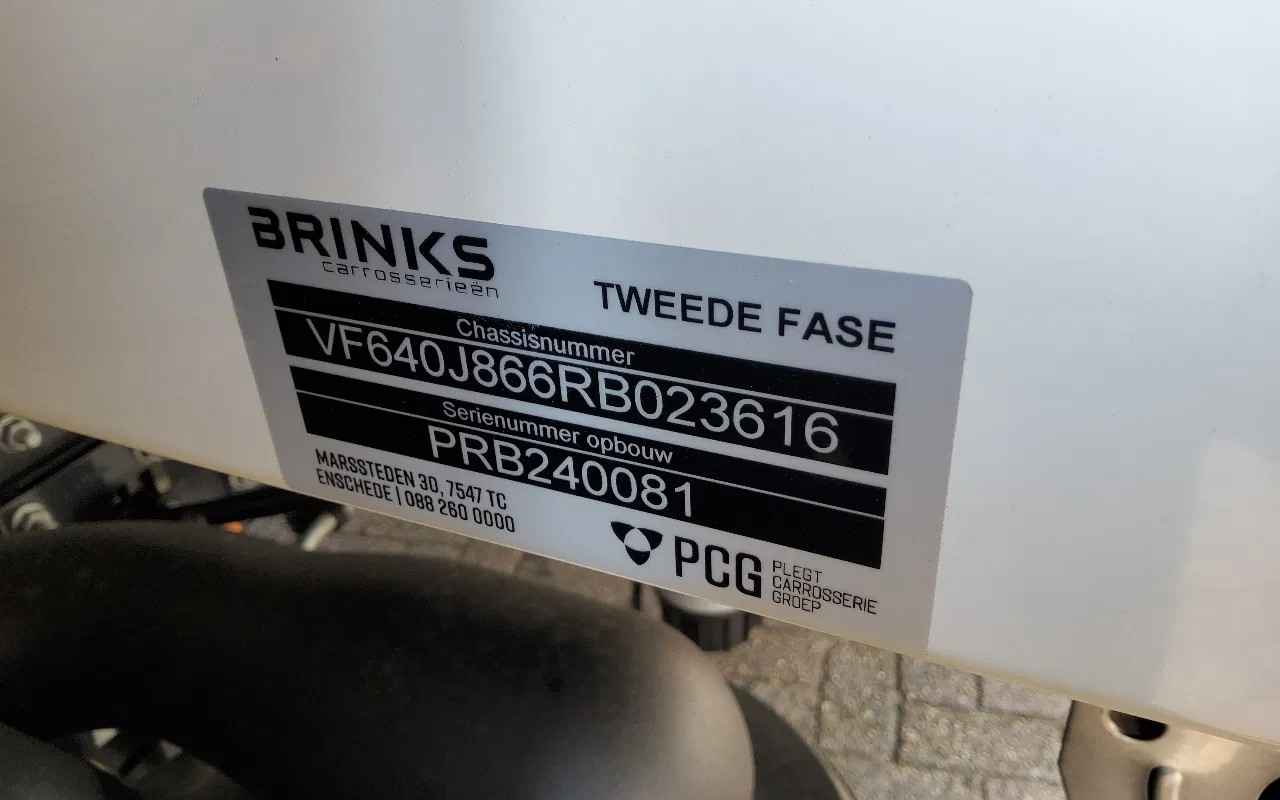 BRINKS
carrosserieën
TWEEDE FASE
Chassisnummer
VF640J866RB023616
Serienummer opbouw
PRB240081
MARSSTEDEN 30, 7547 TC
ENSCHEDE | 088 260 0000
PCG
PLEGT
CARROSSERIE
GROEP